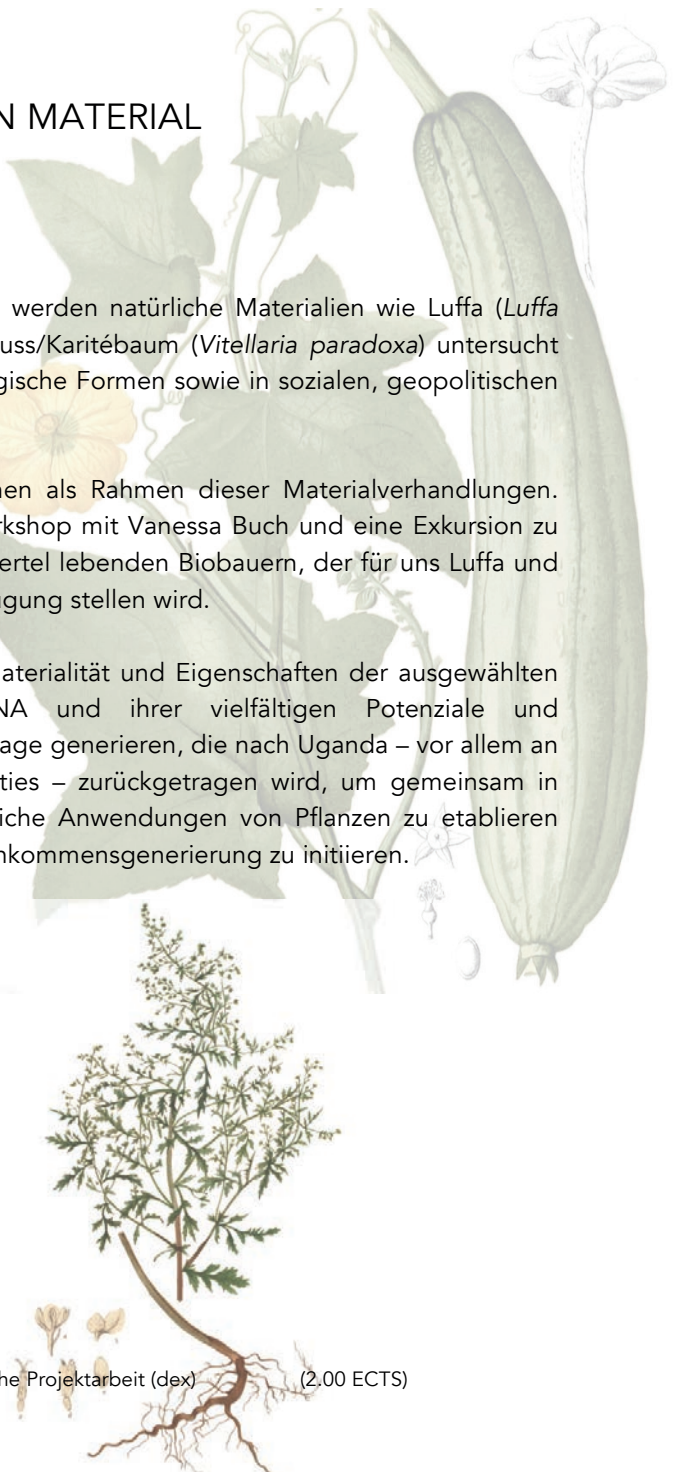 N MATERIAL
werden natürliche Materialien wie Luffa (Luffa
uss/Karitébaum (Vitellaria paradoxa) untersucht
gische Formen sowie in sozialen, geopolitischen
nen als Rahmen dieser Materialverhandlungen.
rkshop mit Vanessa Buch und eine Exkursion zu
ertel lebenden Biobauern, der für uns Luffa und
gung stellen wird.
aterialität und Eigenschaften der ausgewählten
NA und ihrer vielfältigen Potenziale und
age generieren, die nach Uganda – vor allem an
ties – zurückgetragen wird, um gemeinsam in
liche Anwendungen von Pflanzen zu etablieren
nkommensgenerierung zu initiieren.
he Projektarbeit (dex) (2.00 ECTS)